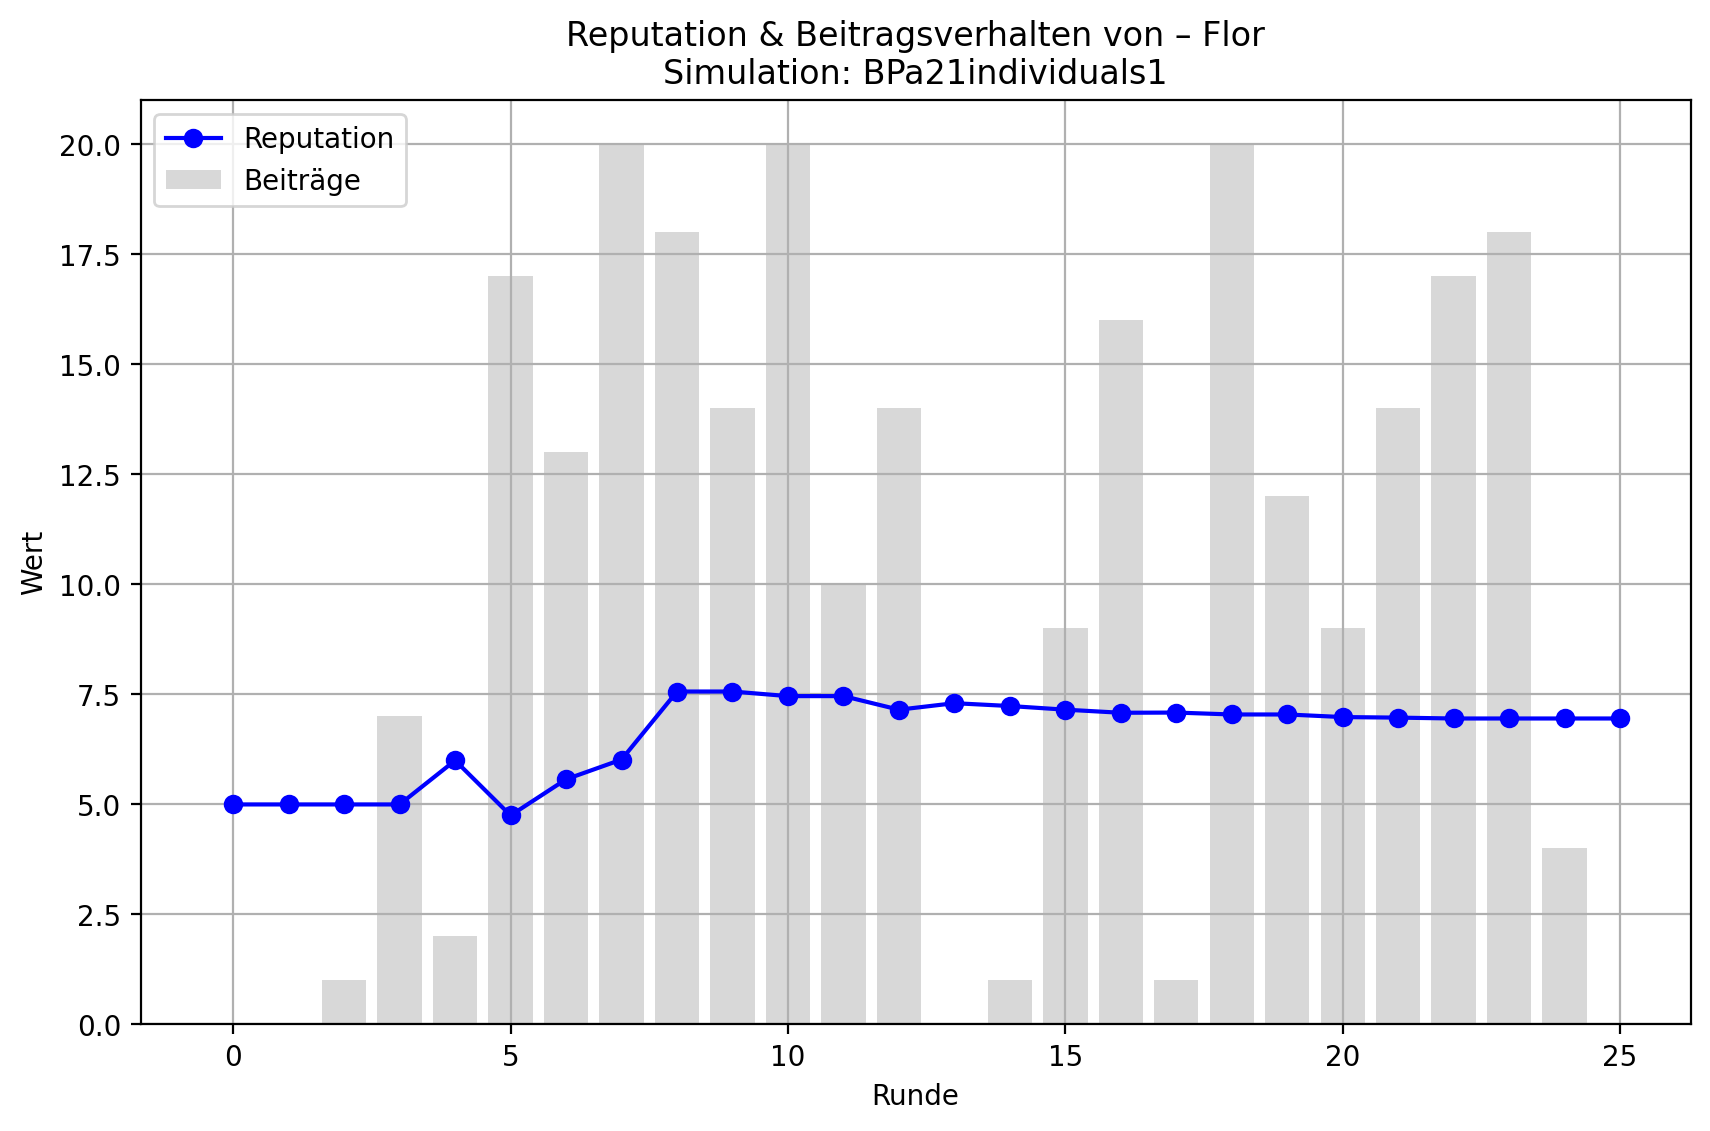 Reputation & Beitragsverhalten von – Flor
Simulation: BPa21individuals1
Reputation
Beiträge
20.0
17.5
15.0
12.5
10.0
7.5
5.0
2.5
0.0
Wert
0 5 10 15 20 25
Runde